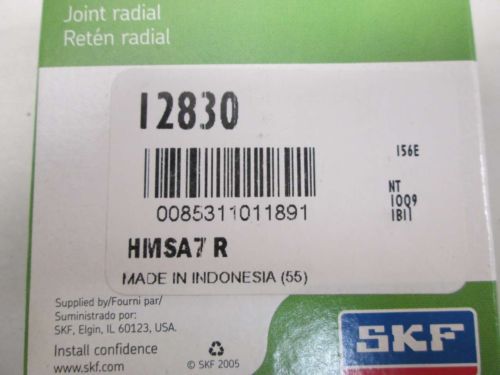 Joint radial
Retén radial
12830
156E
NT
1009
1B11
0085311011891
HMSA7 R
MADE IN INDONESIA (55)
Supplied by/Fourni par/
Suministrado por:
SKF, Elgin, IL 60123, USA.
Install confidence
www.skf.com
© SKF 2005
SKF